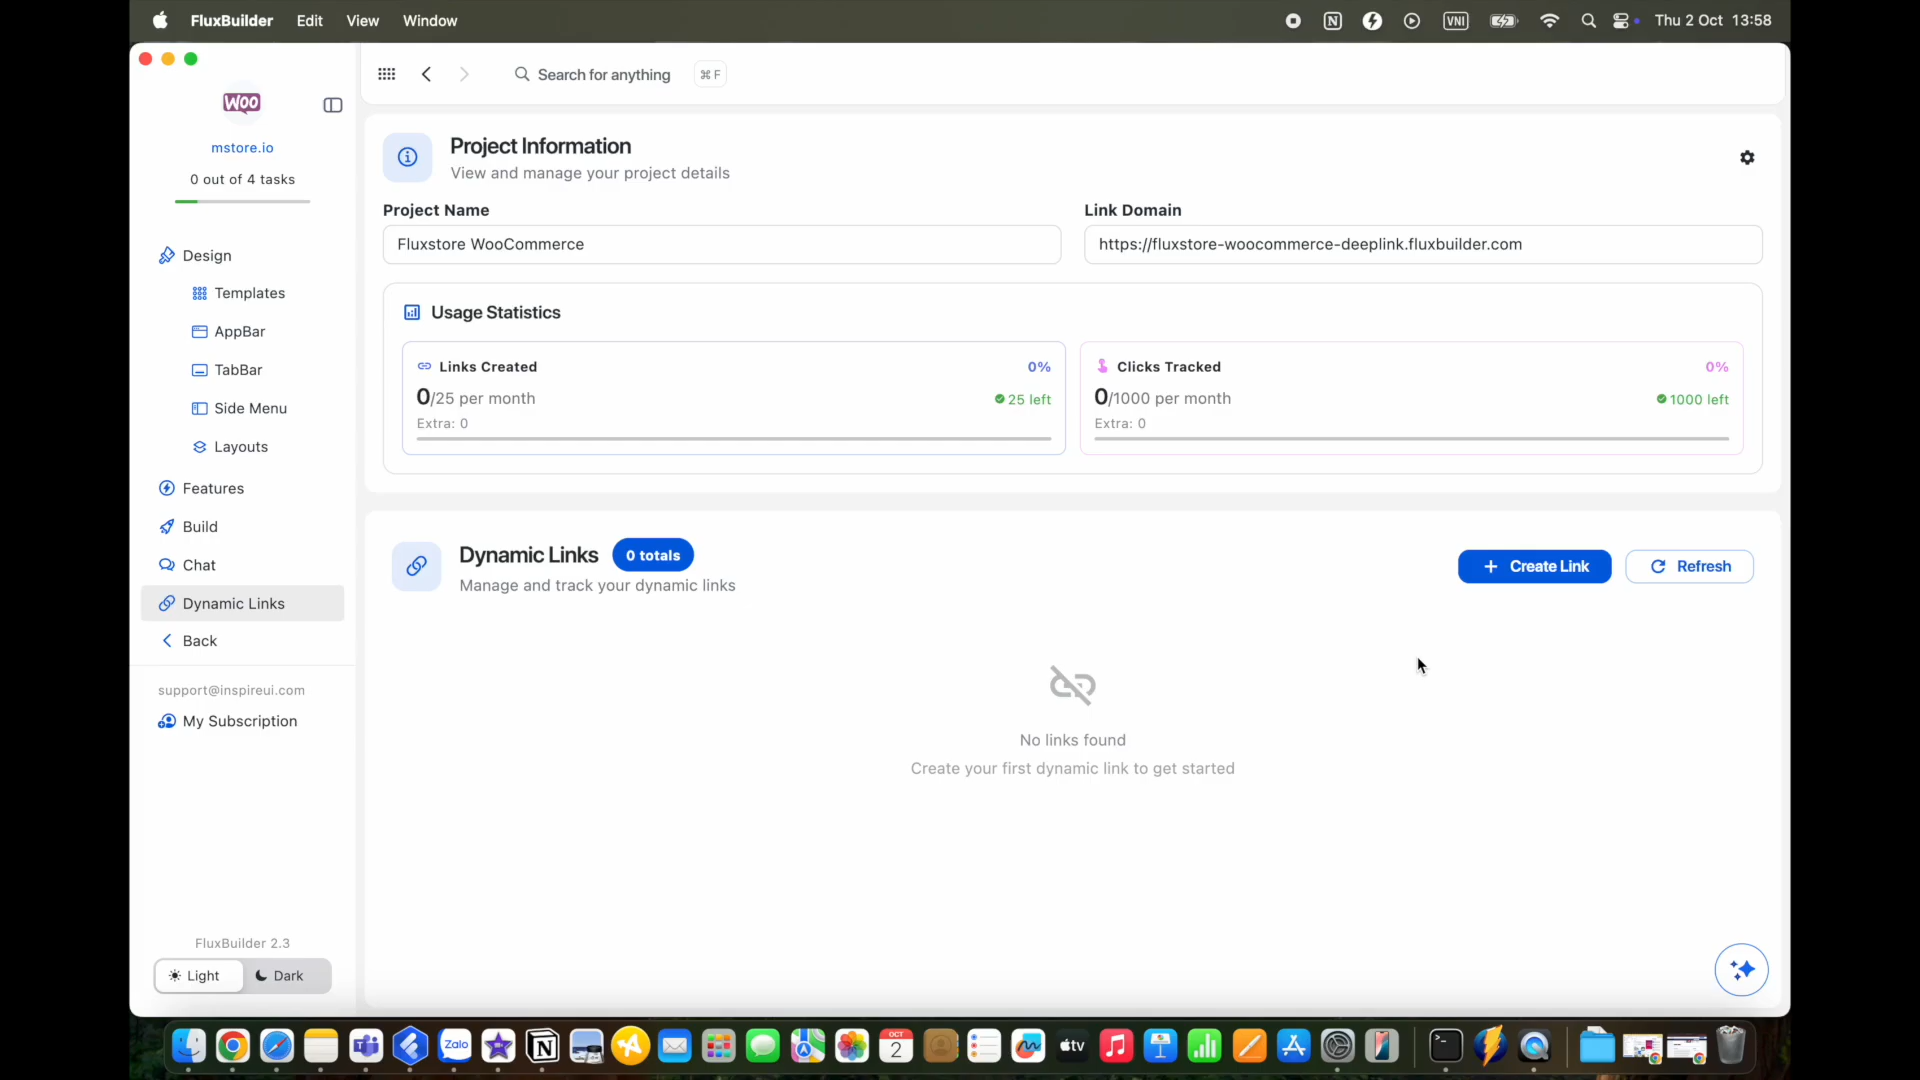 FluxBuilder Edit View Window
VNI
Thu 2 Oct 13:58
Search for anything
⌘ F
WOO
mstore.io
0 out of 4 tasks
Design
Templates
AppBar
TabBar
Side Menu
Layouts
Features
Build
Chat
Dynamic Links
Back
support@inspireui.com
My Subscription
FluxBuilder 2.3
Light
Dark
Project Information
View and manage your project details
Project Name
Fluxstore WooCommerce
Link Domain
https://fluxstore-woocommerce-deeplink.fluxbuilder.com
Usage Statistics
Links Created
0%
0/25 per month
25 left
Extra: 0
Clicks Tracked
0%
0/1000 per month
1000 left
Extra: 0
Dynamic Links
0 totals
Manage and track your dynamic links
+ Create Link
Refresh
No links found
Create your first dynamic link to get started
Zalo
OCT
2
tv